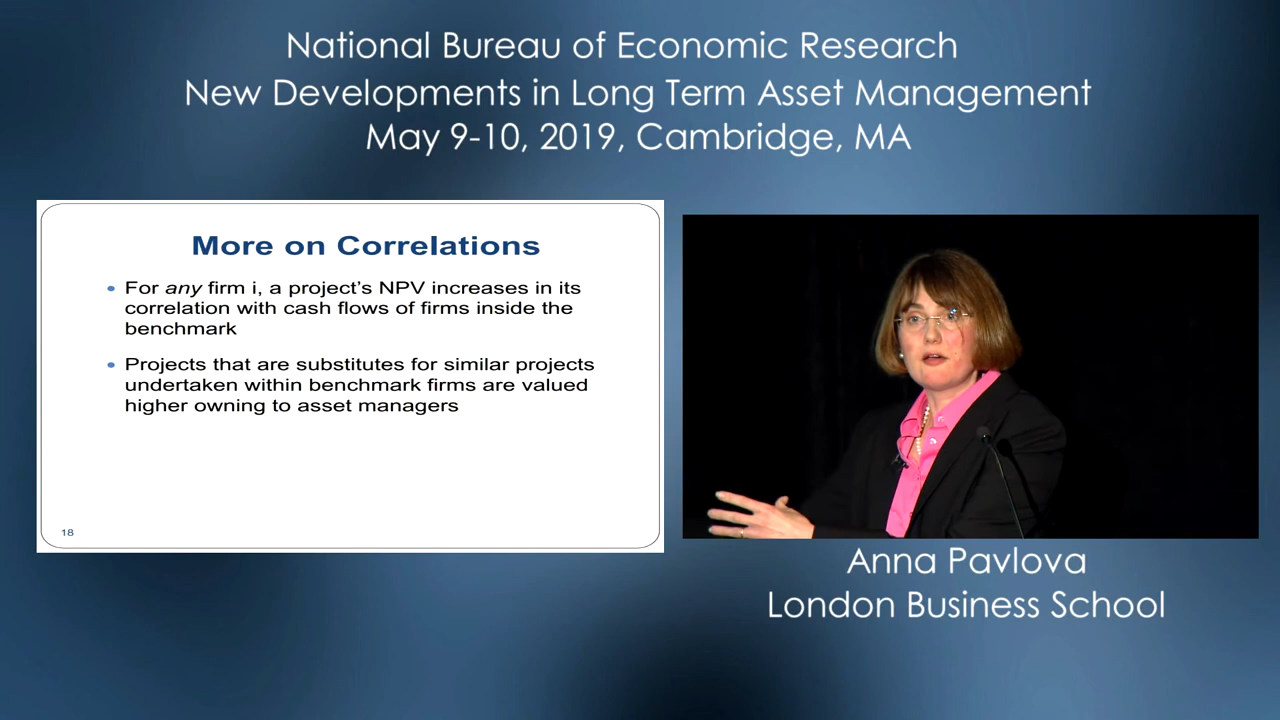 National Bureau of Economic Research
New Developments in Long Term Asset Management
May 9-10, 2019, Cambridge, MA
More on Correlations
• For any firm i, a project's NPV increases in its
correlation with cash flows of firms inside the
benchmark
• Projects that are substitutes for similar projects
undertaken within benchmark firms are valued
higher owning to asset managers
18
Anna Pavlova
London Business School